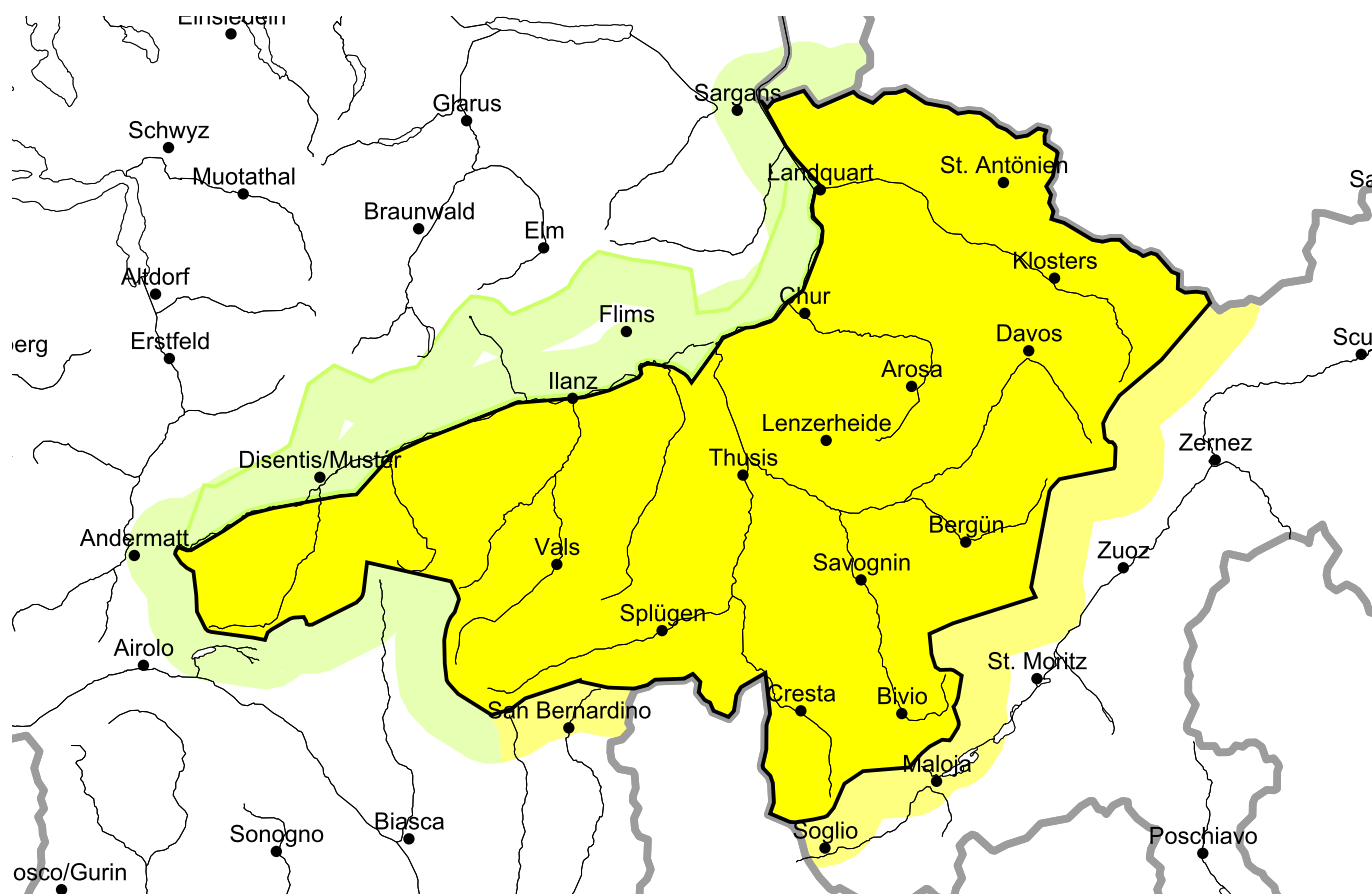 Einsiedeln
Sargans
Glarus
Schwyz
Muotathal
Landquart
St. Antönien
Braunwald
Elm
Klosters
Altdorf
Chur
Flims
Erstfeld
Davos
Arosa
Ilanz
Lenzerheide
Zernez
Disentis/Mustér
Thusis
Andermatt
Vals
Bergün
Zuoz
Savognin
Splügen
Airolo
St. Moritz
Cresta
Bivio
San Bernardino
Maloja
Biasca
Sonogno
Soglio
Poschiavo
osco/Gurin